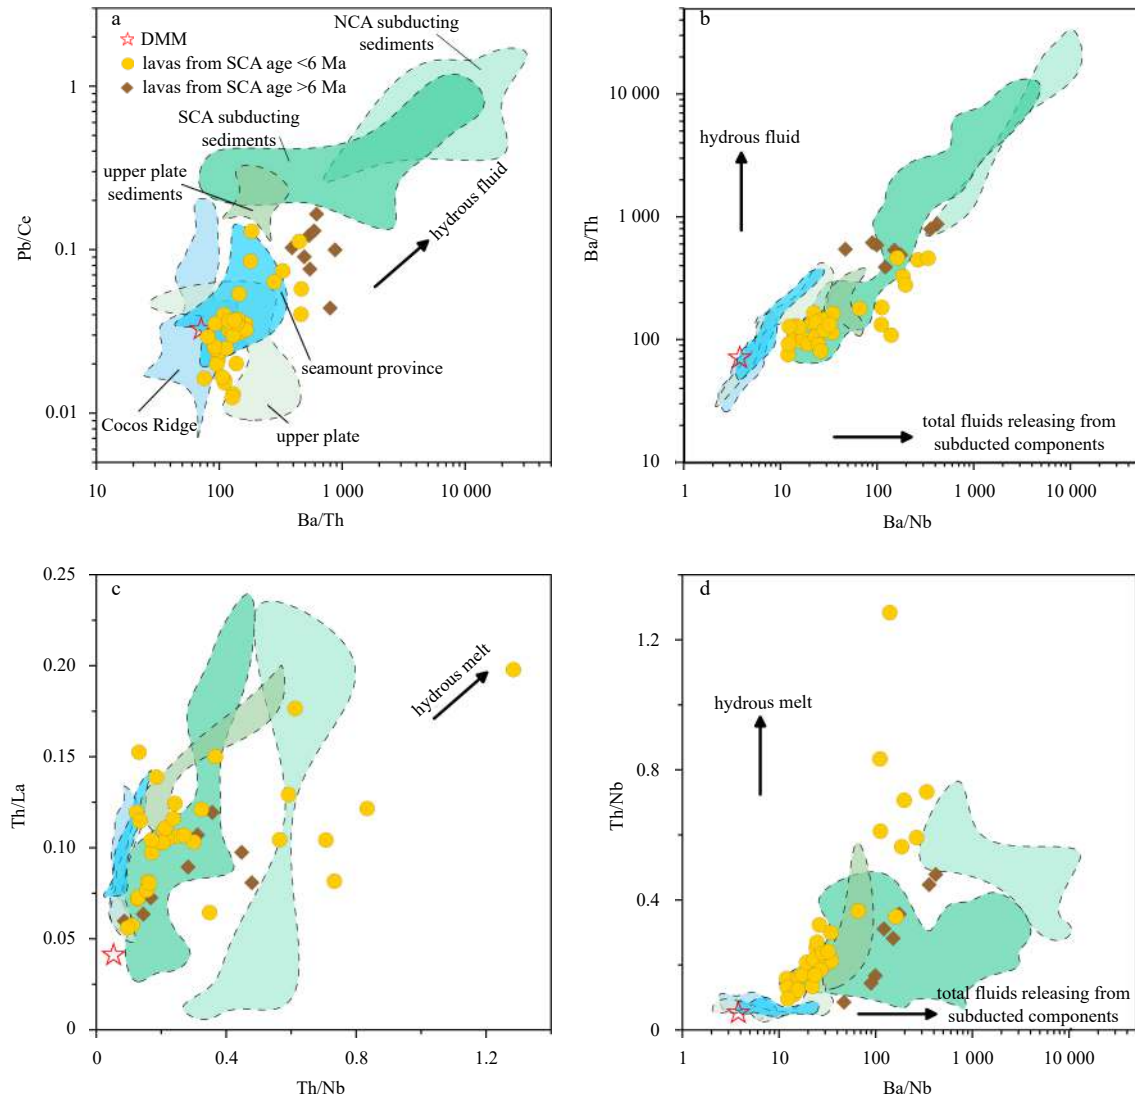 a
NCA subducting
sediments
DMM
lavas from SCA age <6 Ma
lavas from SCA age >6 Ma
SCA subducting
sediments
upper plate
sediments
hydrous fluid
seamount province
Cocos Ridge
upper plate
1
0.1
0.01
Pb/Ce
10
100
1 000
10 000
Ba/Th
b
hydrous fluid
total fluids releasing from
subducted components
10 000
1 000
100
10
Ba/Th
1
10
100
1 000
10 000
Ba/Nb
c
hydrous melt
0.25
0.20
0.15
0.10
0.05
0
Th/La
0
0.4
0.8
1.2
Th/Nb
d
hydrous melt
total fluids releasing from
subducted components
1.2
0.8
0.4
0
Th/Nb
1
10
100
1 000
10 000
Ba/Nb